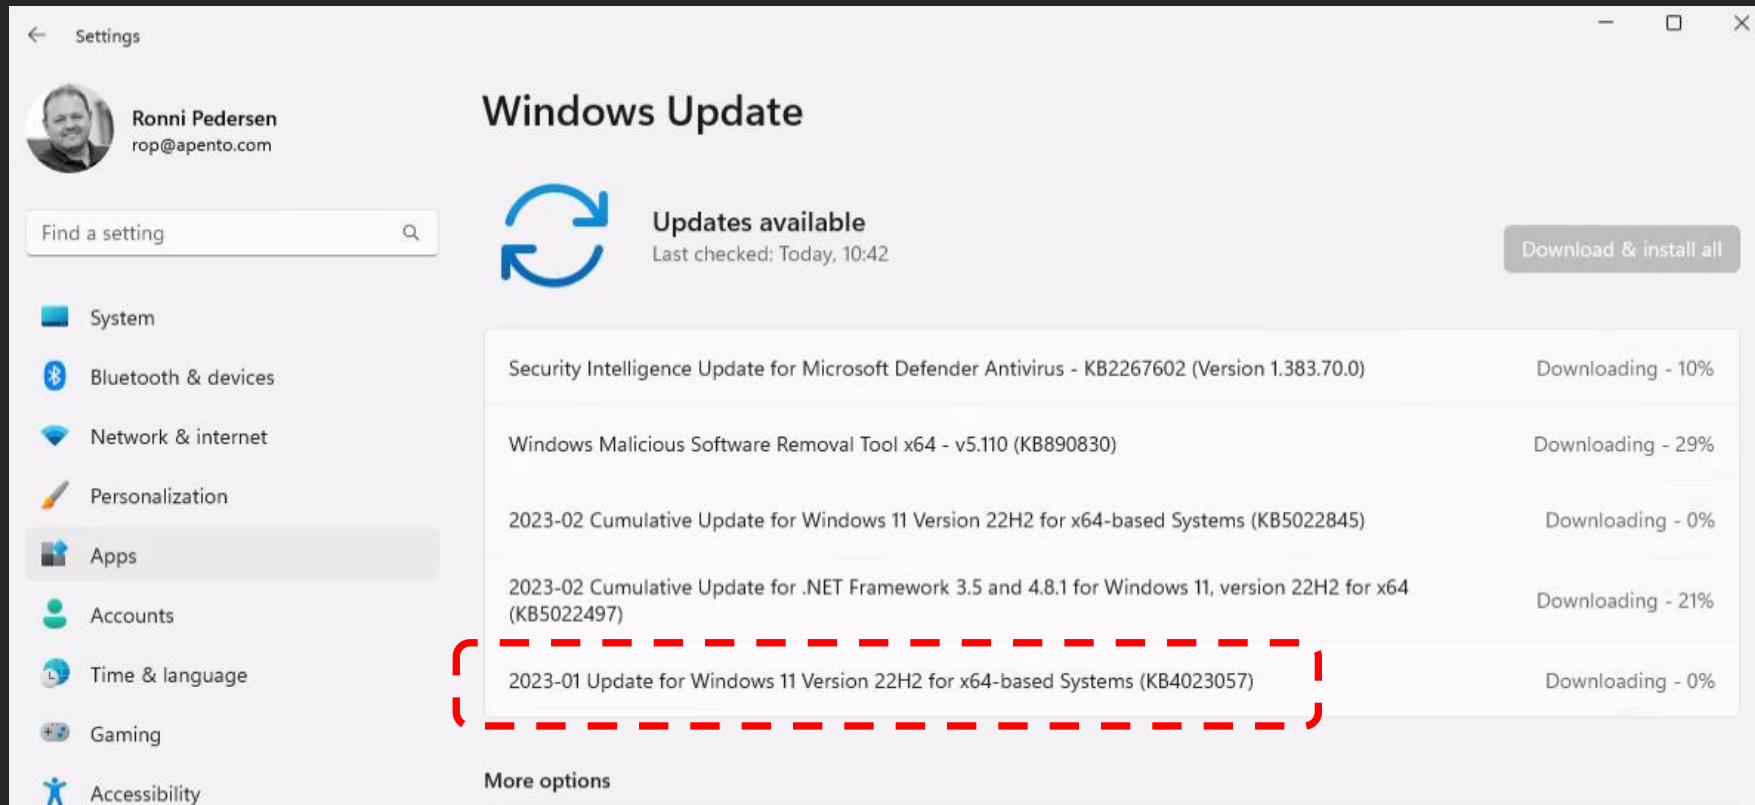 Settings
Ronni Pedersen
rop@apento.com
Find a setting
System
Bluetooth & devices
Network & internet
Personalization
Apps
Accounts
Time & language
Gaming
Accessibility
Windows Update
Updates available
Last checked: Today, 10:42
Download & install all
Security Intelligence Update for Microsoft Defender Antivirus - KB2267602 (Version 1.383.70.0)
Downloading - 10%
Windows Malicious Software Removal Tool x64 - v5.110 (KB890830)
Downloading - 29%
2023-02 Cumulative Update for Windows 11 Version 22H2 for x64-based Systems (KB5022845)
Downloading - 0%
2023-02 Cumulative Update for .NET Framework 3.5 and 4.8.1 for Windows 11, version 22H2 for x64
(KB5022497)
Downloading - 21%
2023-01 Update for Windows 11 Version 22H2 for x64-based Systems (KB4023057)
Downloading - 0%
More options